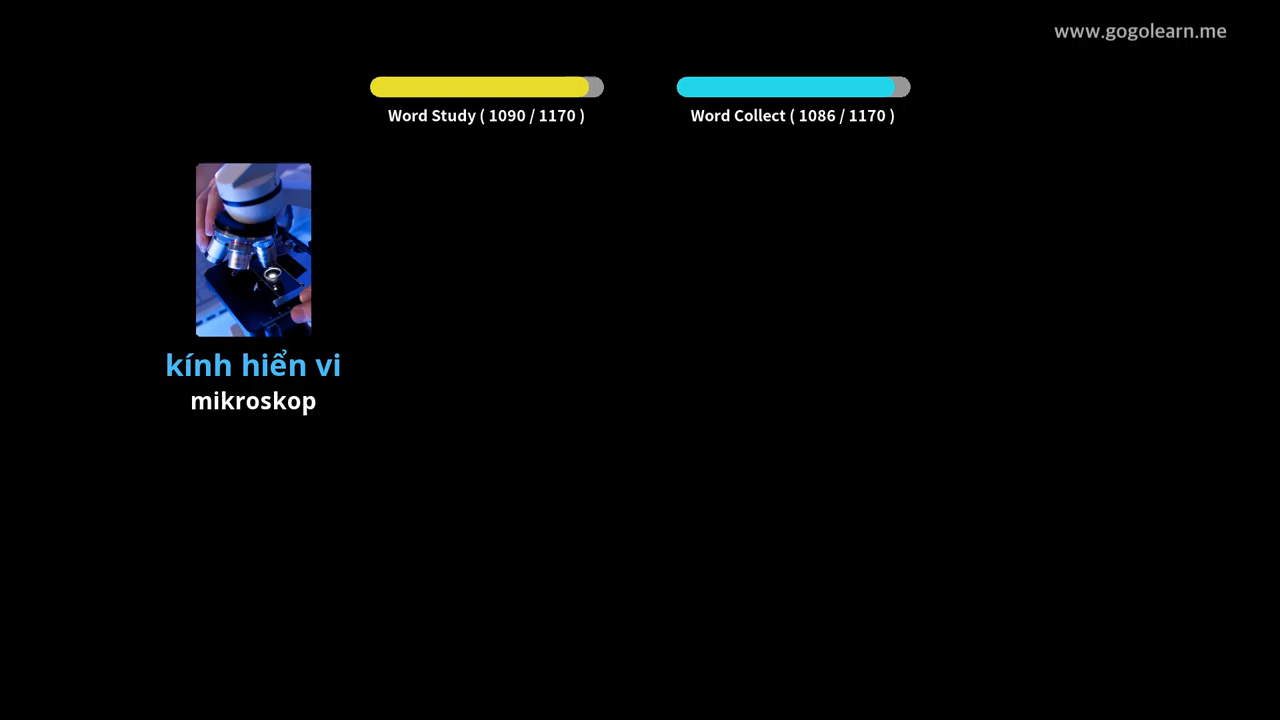 www.gogolearn.me
Word Study ( 1090 / 1170 )
Word Collect ( 1086 / 1170 )
kính hiển vi
mikroskop